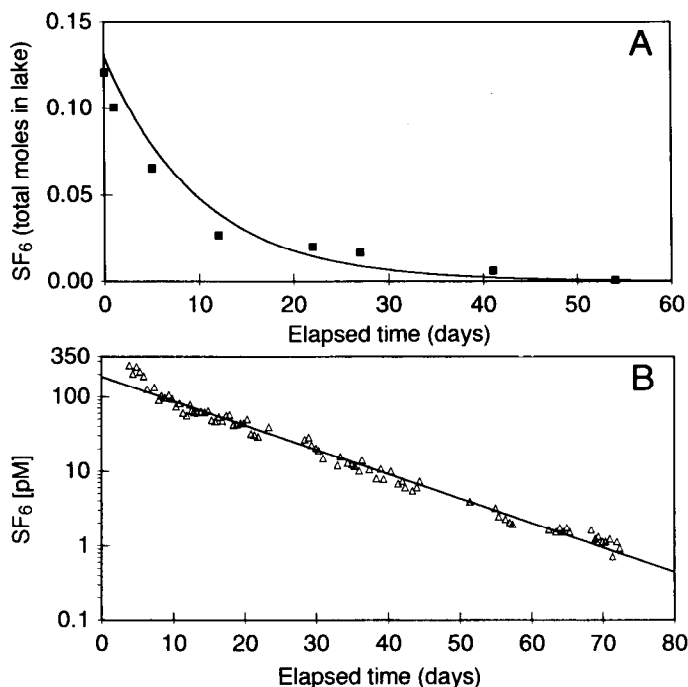 A
0.15
0.10
0.05
0.00
SF₆ (total moles in lake)
0 10 20 30 40 50 60
Elapsed time (days)
B
350
100
10
1
0.1
SF₆ [pM]
0 10 20 30 40 50 60 70 80
Elapsed time (days)